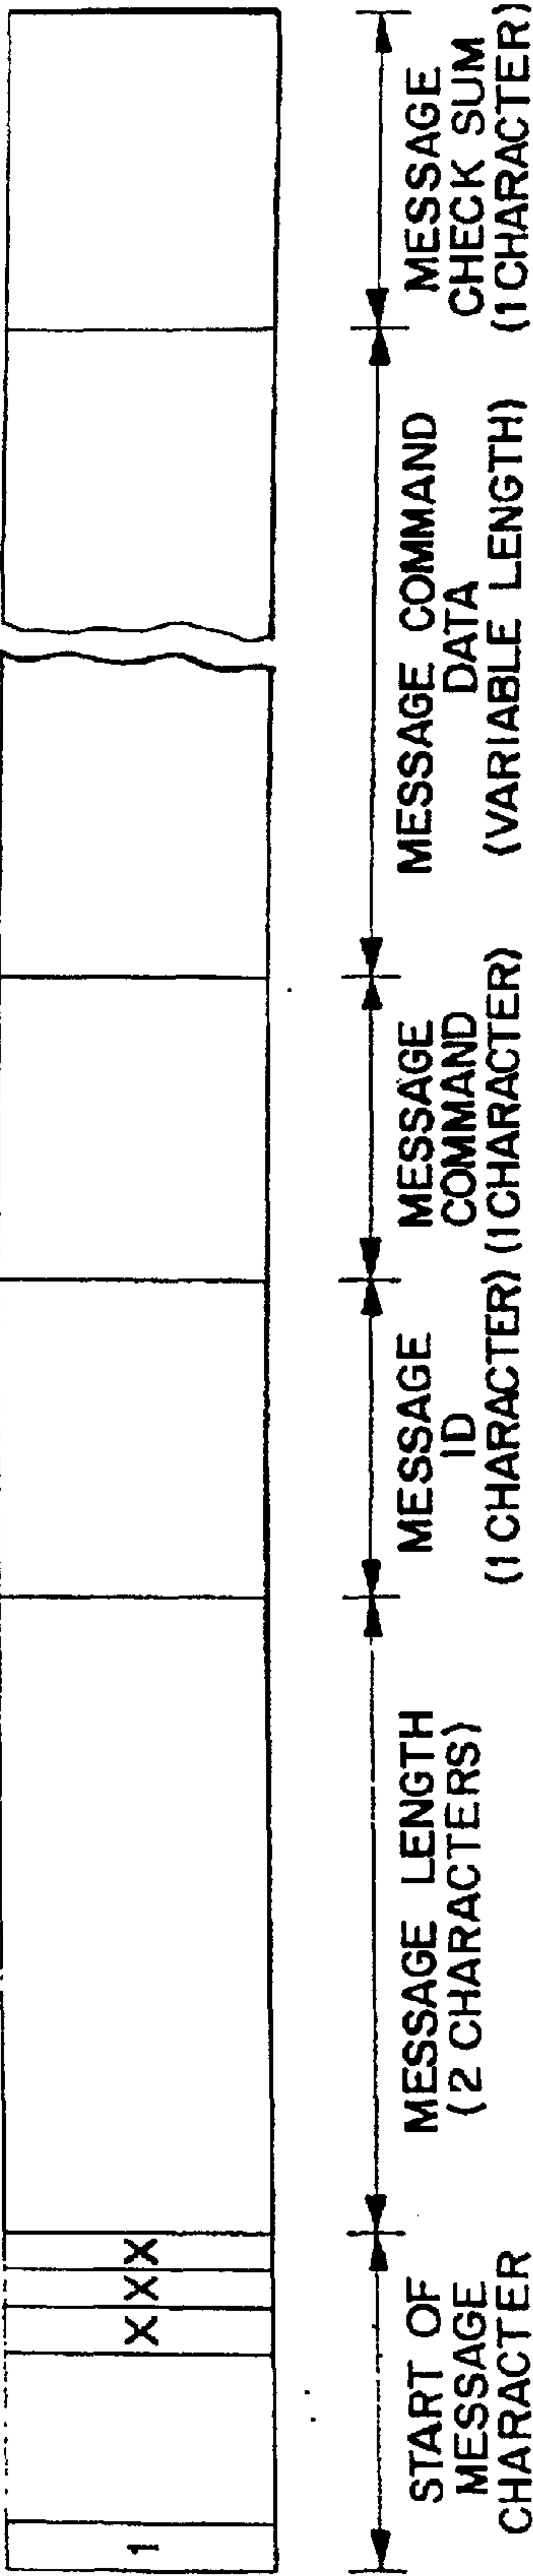 1 X X X
START OF
MESSAGE
CHARACTER
MESSAGE LENGTH
(2 CHARACTERS)
MESSAGE
ID
(1 CHARACTER)
MESSAGE
COMMAND
(1 CHARACTER)
MESSAGE COMMAND
DATA
(VARIABLE LENGTH)
MESSAGE
CHECK SUM
(1 CHARACTER)